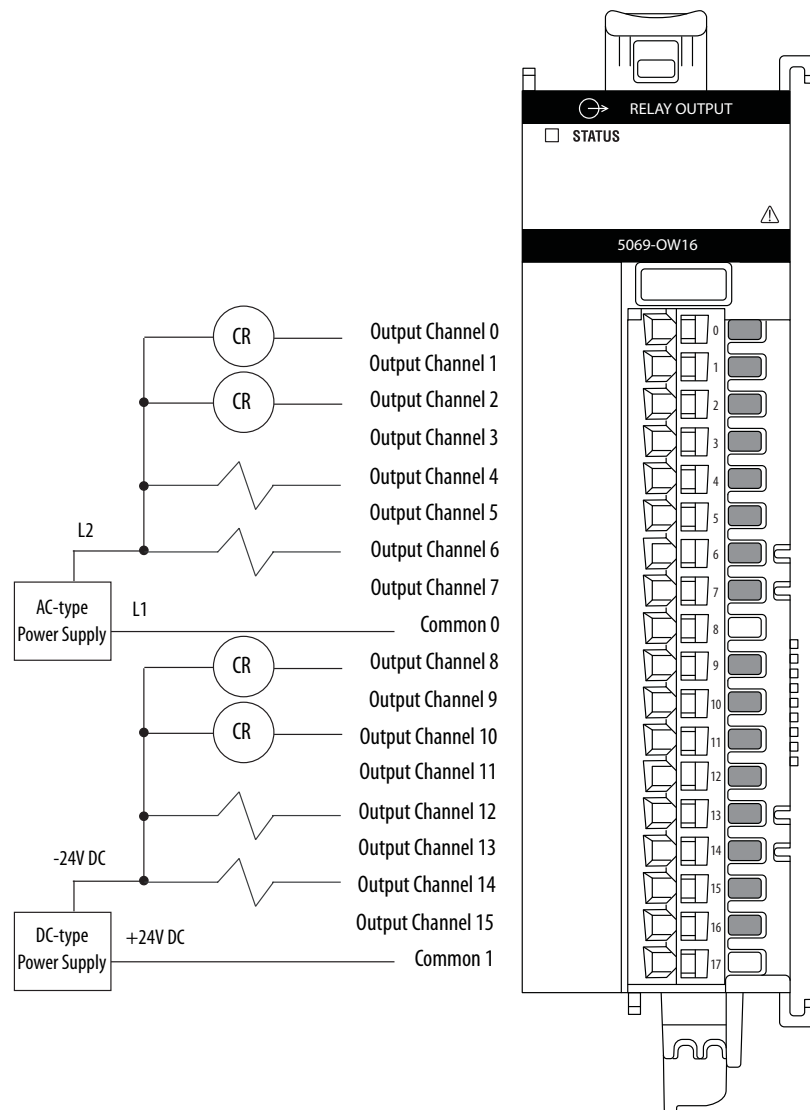 RELAY OUTPUT
STATUS
5069-OW16
CR
Output Channel 0
0
Output Channel 1
1
CR
Output Channel 2
2
Output Channel 3
3
Output Channel 4
4
Output Channel 5
5
L2
Output Channel 6
6
Output Channel 7
7
AC-type
Power Supply
L1
Common 0
8
CR
Output Channel 8
9
Output Channel 9
10
CR
Output Channel 10
11
Output Channel 11
12
Output Channel 12
13
Output Channel 13
14
-24V DC
Output Channel 14
15
Output Channel 15
16
DC-type
Power Supply
+24V DC
Common 1
17